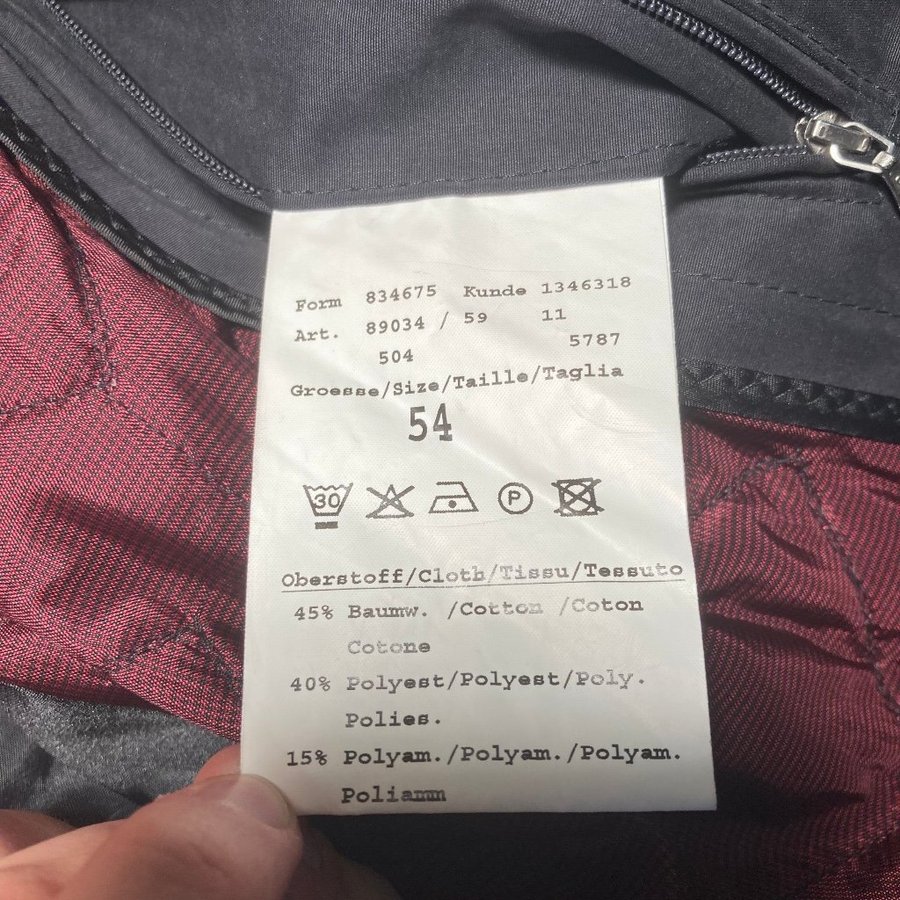 Form 834675 Kunde 1346318
Art. 89034 / 59 11
504 5787
Groesse/Size/Taille/Taglia
54
30 P
Oberstoff/Cloth/Tissu/Tessuto
45% Baumw. /Cotton /Coton
Cotone
40% Polyest/Polyest/Poly.
Polies.
15% Polyam./Polyam./Polyam.
Poliamm